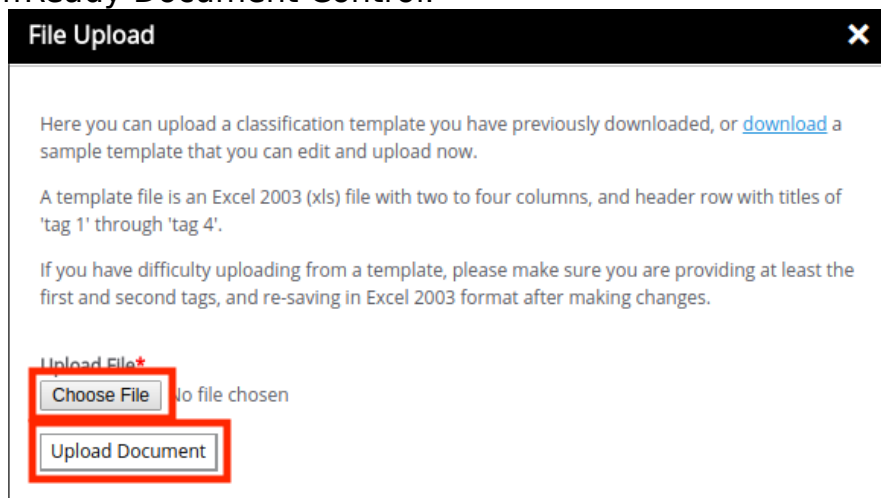 Document Control.
File Upload
Here you can upload a classification template you have previously downloaded, or download a
sample template that you can edit and upload now.
A template file is an Excel 2003 (xls) file with two to four columns, and header row with titles of
'tag 1' through 'tag 4'.
If you have difficulty uploading from a template, please make sure you are providing at least the
first and second tags, and re-saving in Excel 2003 format after making changes.
Upload File*
Choose File No file chosen
Upload Document